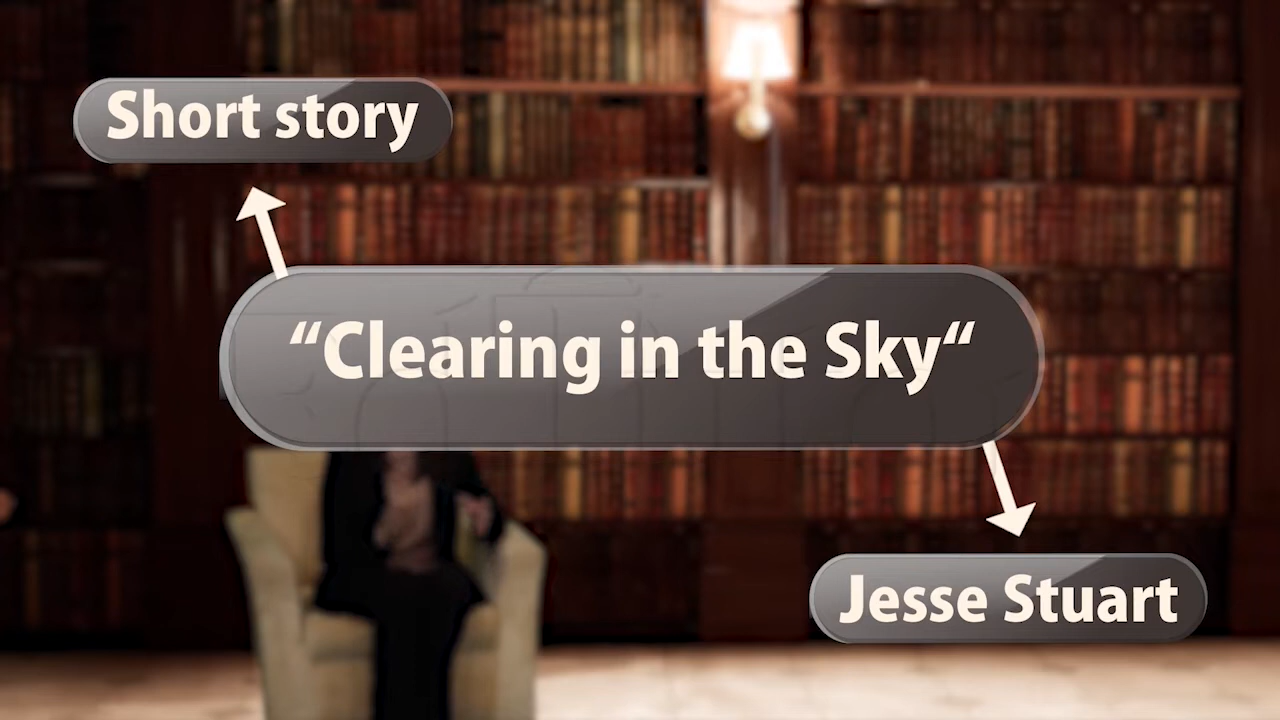 Short story
“Clearing in the Sky“
Jesse Stuart